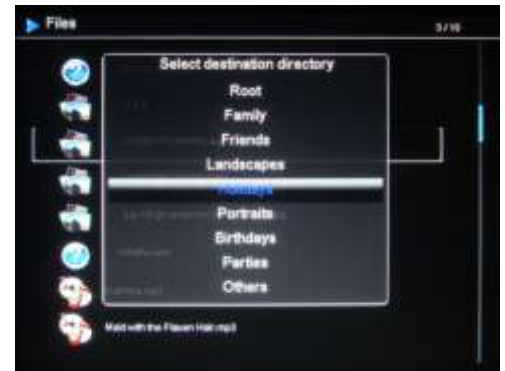 Files
3/10
Select destination directory
Root
Family
Friends
Landscapes
Holidays
Portraits
Birthdays
Parties
Others
Maid with the Flaxen Hair.mp3